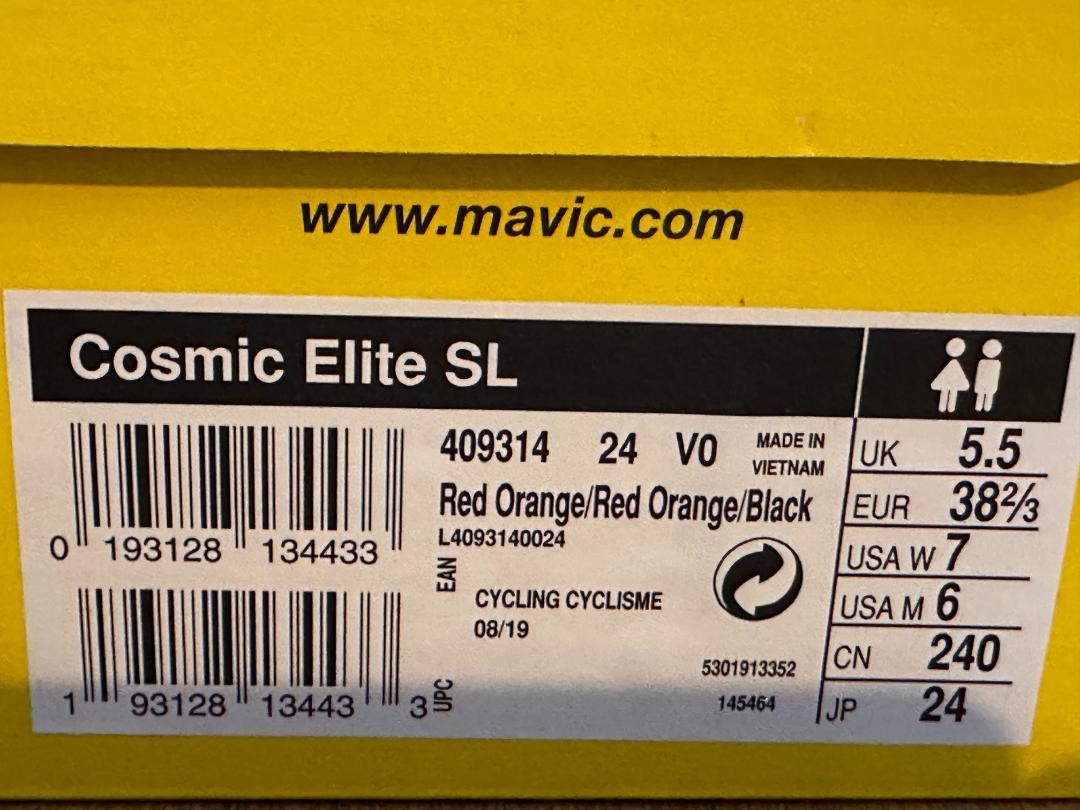 www.mavic.com
Cosmic Elite SL
0 193128 134433
EAN
1 93128 13443 3
UPC
409314 24 V0
MADE IN
VIETNAM
Red Orange/Red Orange/Black
L4093140024
CYCLING CYCLISME
08/19
5301913352
145464
UK 5.5
EUR 38⅔
USA W 7
USA M 6
CN 240
JP 24